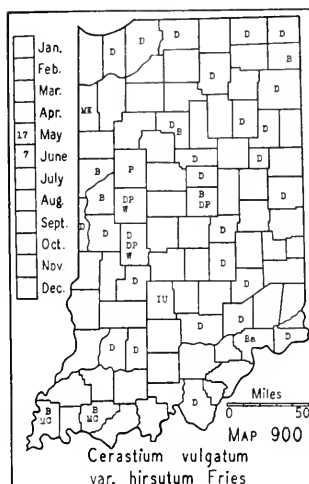 Jan.
Feb.
Mar.
Apr.
17 May
7 June
July
Aug.
Sept.
Oct.
Nov.
Dec.
D D D D
D
B
D
MK D
D D
B
D D
B P D
B D
B DP DP
W
D D D
DP
W
D
D D
IU
D
D
D D Ba D
D
B B
MC MC
Miles
0 50
MAP 900
Cerastium vulgatum
var. hirsutum Fries